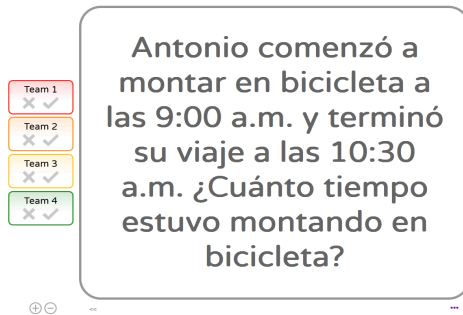 Antonio comenzó a
montar en bicicleta a
las 9:00 a.m. y terminó
su viaje a las 10:30
a.m. ¿Cuánto tiempo
estuvo montando en
bicicleta?
Team 1
Team 2
Team 3
Team 4